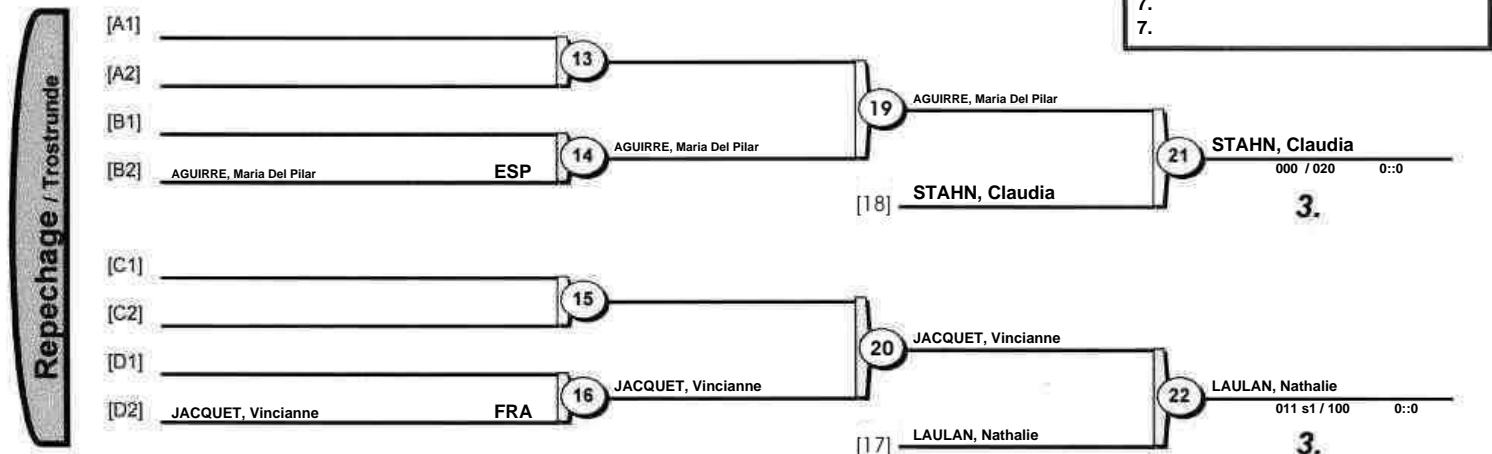 7.
7.
Repechage / Trostrunde
[A1]
[A2]
13
[B1]
[B2] AGUIRRE, Maria Del Pilar ESP
14
AGUIRRE, Maria Del Pilar
19
AGUIRRE, Maria Del Pilar
[18] STAHN, Claudia
21
STAHN, Claudia
000 / 020 0::0
3.
[C1]
[C2]
15
[D1]
[D2] JACQUET, Vincianne FRA
16
JACQUET, Vincianne
20
JACQUET, Vincianne
[17] LAULAN, Nathalie
22
LAULAN, Nathalie
011 s1 / 100 0::0
3.